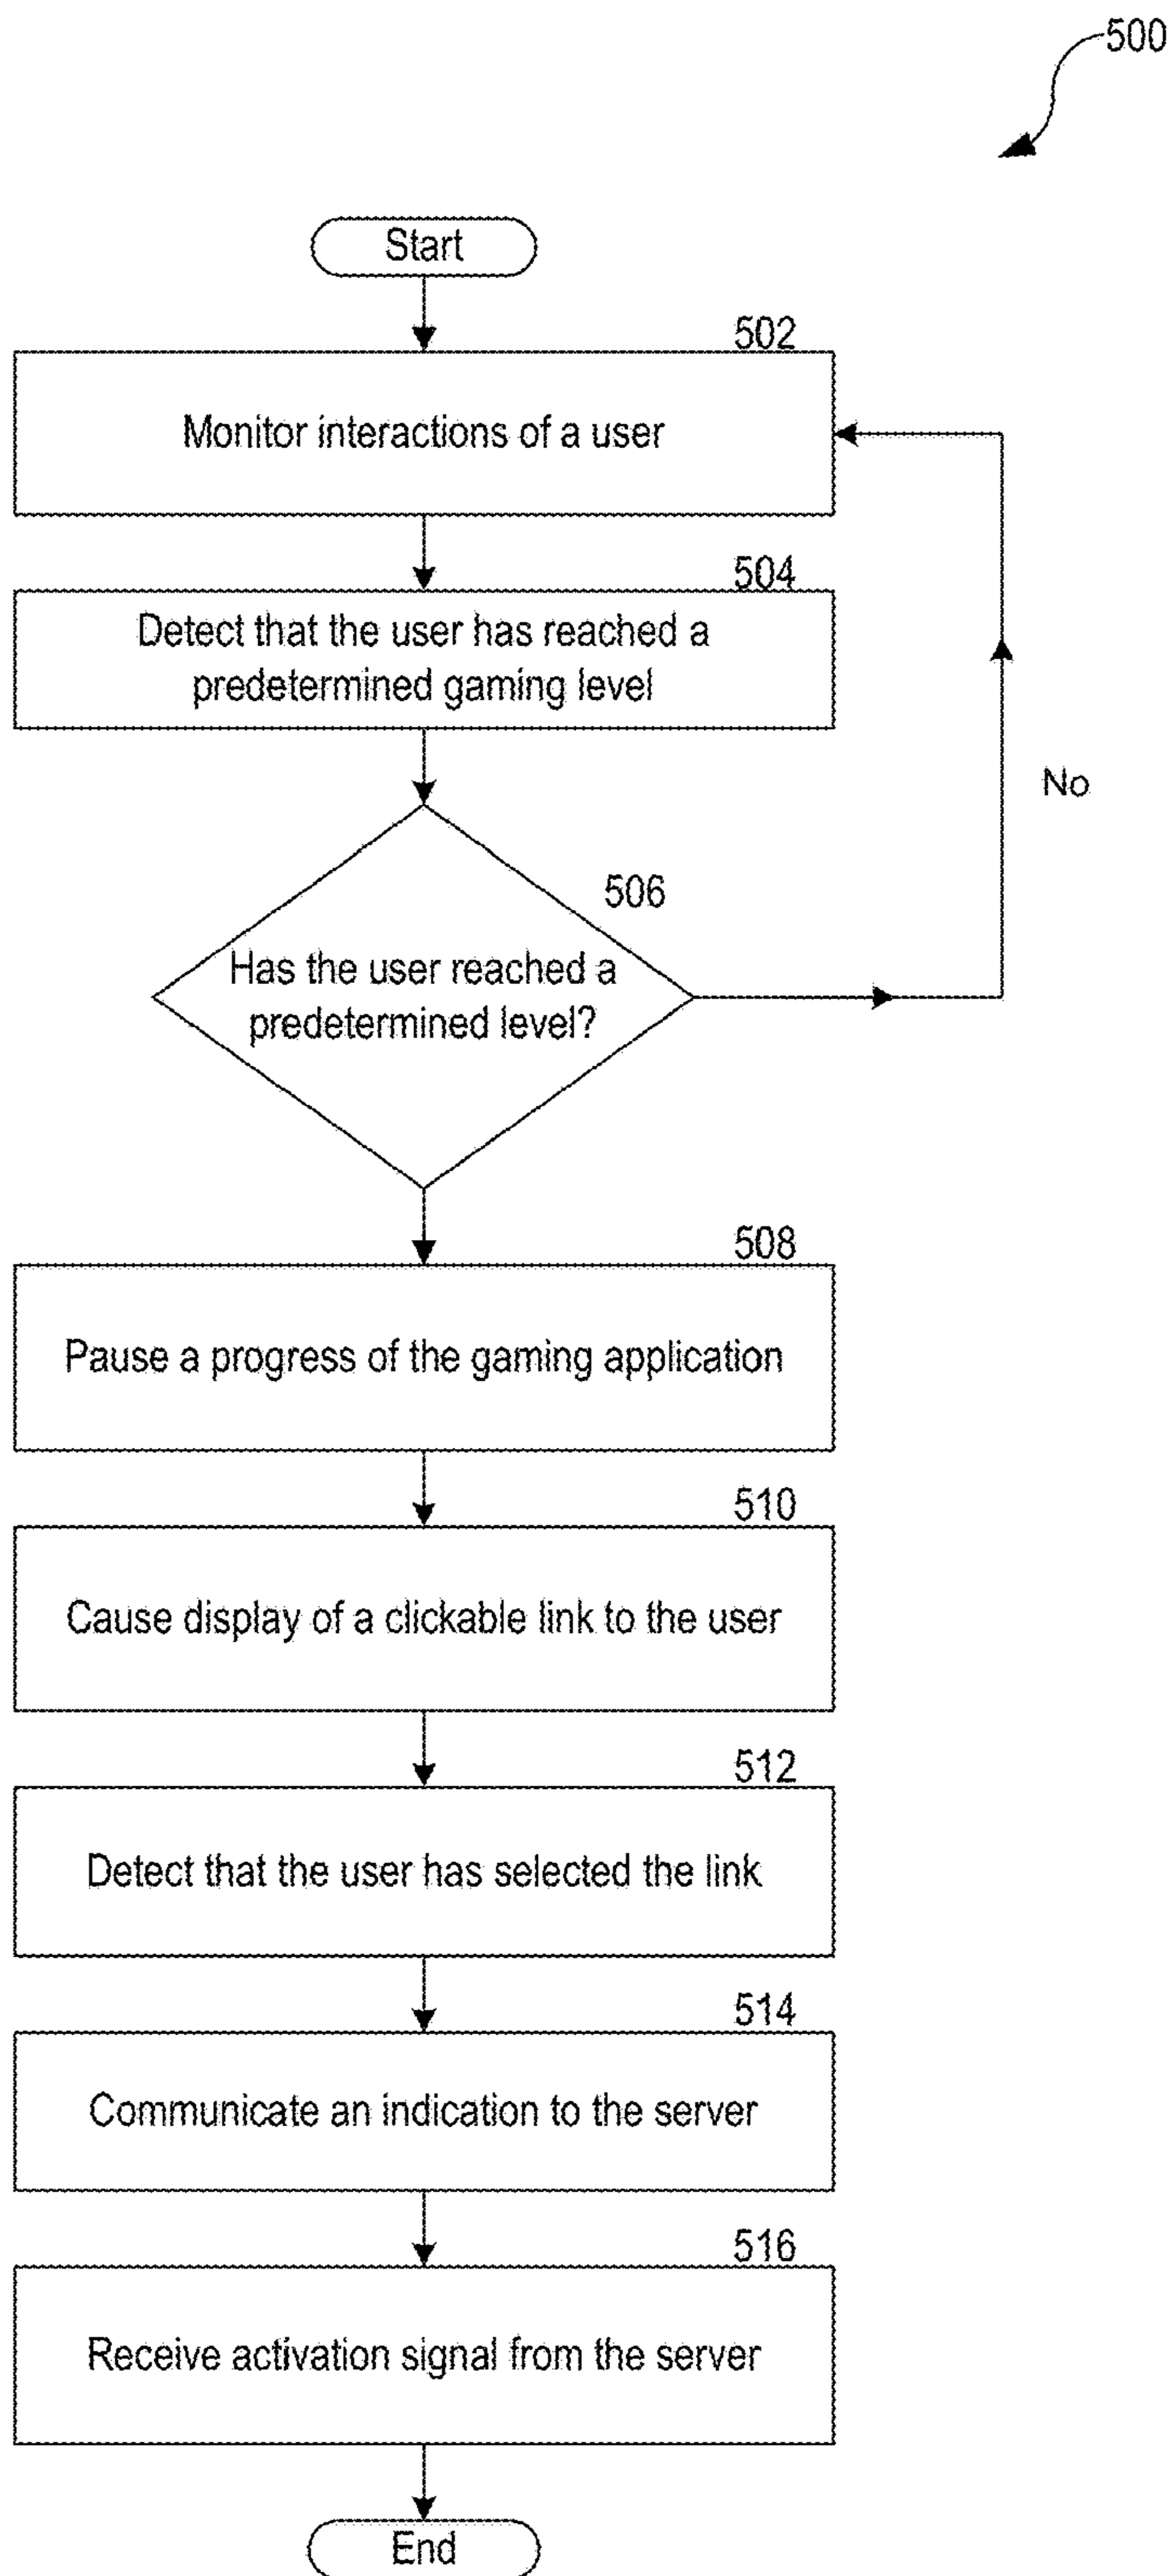 500
Start
502
Monitor interactions of a user
504
Detect that the user has reached a
predetermined gaming level
No
506
Has the user reached a
predetermined level?
508
Pause a progress of the gaming application
510
Cause display of a clickable link to the user
512
Detect that the user has selected the link
514
Communicate an indication to the server
516
Receive activation signal from the server
End